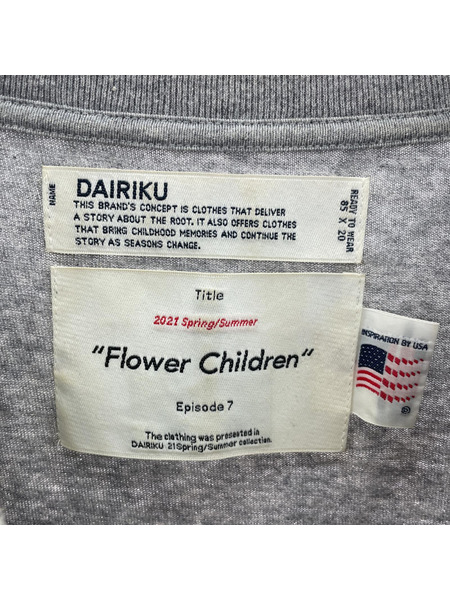 NAME
DAIRIKU
THIS BRAND'S CONCEPT IS CLOTHES THAT DELIVER
A STORY ABOUT THE ROOT. IT ALSO OFFERS CLOTHES
THAT BRING CHILDHOOD MEMORIES AND CONTINUE THE
STORY AS SEASONS CHANGE.
READY TO WEAR
85 X 20
Title
2021 Spring/Summer
"Flower Children"
Episode 7
The clothing was presented in
DAIRIKU 21Spring/Summer collection.
INSPIRATION BY USA